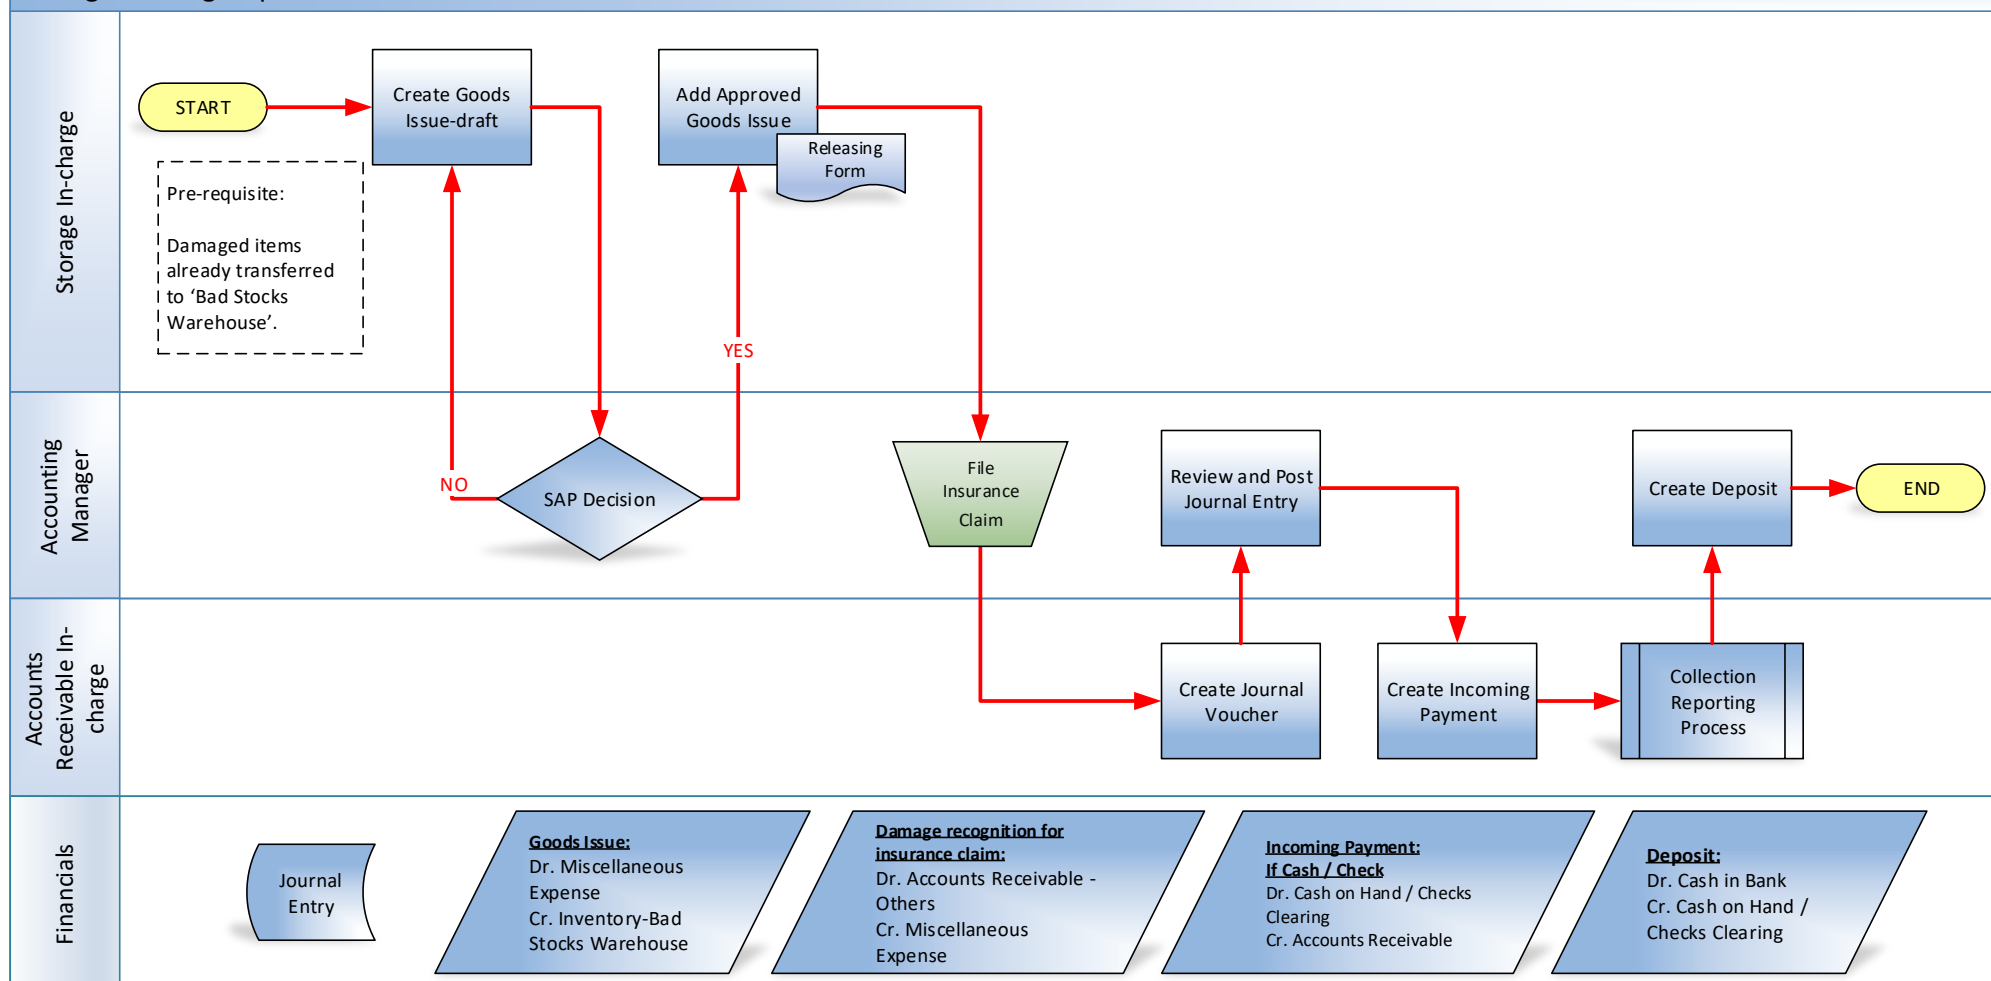 Storage In-charge
START
Create Goods
Issue-draft
Add Approved
Goods Issue
Releasing
Form
Pre-requisite:
Damaged items
already transferred
to ‘Bad Stocks
Warehouse’.
YES
NO
Accounting
Manager
SAP Decision
File
Insurance
Claim
Review and Post
Journal Entry
Create Deposit
END
Accounts
Receivable In-
charge
Create Journal
Voucher
Create Incoming
Payment
Collection
Reporting
Process
Financials
Journal
Entry
Goods Issue:
Dr. Miscellaneous
Expense
Cr. Inventory-Bad
Stocks Warehouse
Damage recognition for
insurance claim:
Dr. Accounts Receivable -
Others
Cr. Miscellaneous
Expense
Incoming Payment:
If Cash / Check
Dr. Cash on Hand / Checks
Clearing
Cr. Accounts Receivable
Deposit:
Dr. Cash in Bank
Cr. Cash on Hand /
Checks Clearing